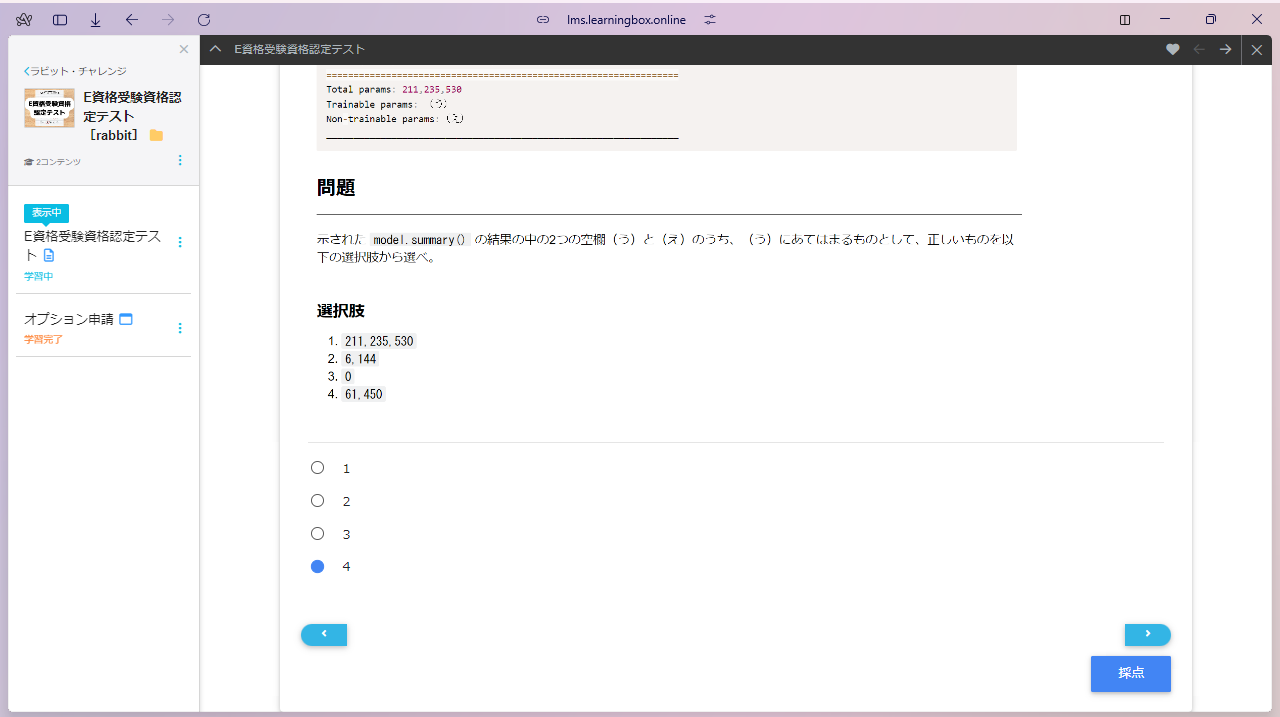 lms.learningbox.online
E資格受験資格認定テスト
ラビット・チャレンジ
E資格受験資格
認定テスト
E資格受験資格認
定テスト
［rabbit］
2コンテンツ
表示中
E資格受験資格認定テス
ト
学習中
オプション申請
学習完了
=================================================================
Total params: 211,235,530
Trainable params: （う）
Non-trainable params: （え）
_________________________________________________________________
問題
示された model.summary() の結果の中の2つの空欄（う）と（え）のうち、（う）にあてはまるものとして、正しいものを以
下の選択肢から選べ。
選択肢
1. 211,235,530
2. 6,144
3. 0
4. 61,450
1
2
3
4
採点